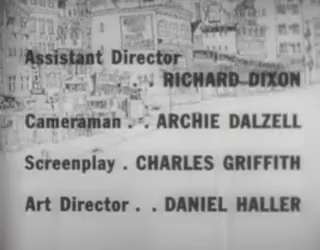 Assistant Director
RICHARD DIXON
Cameraman . . ARCHIE DALZELL
Screenplay . CHARLES GRIFFITH
Art Director . . DANIEL HALLER